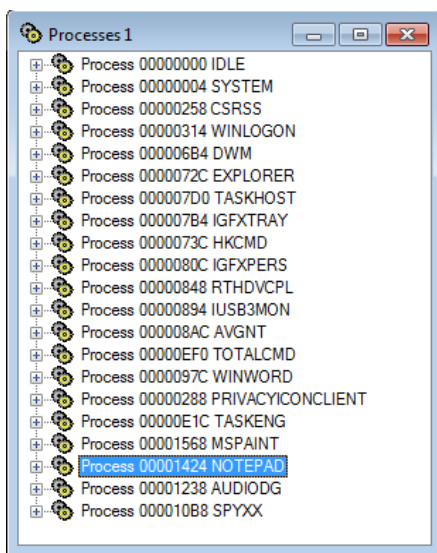 Processes 1
Process 00000000 IDLE
Process 00000004 SYSTEM
Process 00000258 CSRSS
Process 00000314 WINLOGON
Process 000006B4 DWM
Process 0000072C EXPLORER
Process 000007D0 TASKHOST
Process 000007B4 IGFXTRAY
Process 0000073C HKCMD
Process 0000080C IGFXPERS
Process 00000848 RTHDVCPL
Process 00000894 IUSB3MON
Process 000008AC AVGNT
Process 00000EF0 TOTALCMD
Process 0000097C WINWORD
Process 00000288 PRIVACYICONCLIENT
Process 00000E1C TASKENG
Process 00001568 MSPAINT
Process 00001424 NOTEPAD
Process 00001238 AUDIODG
Process 000010B8 SPYXX